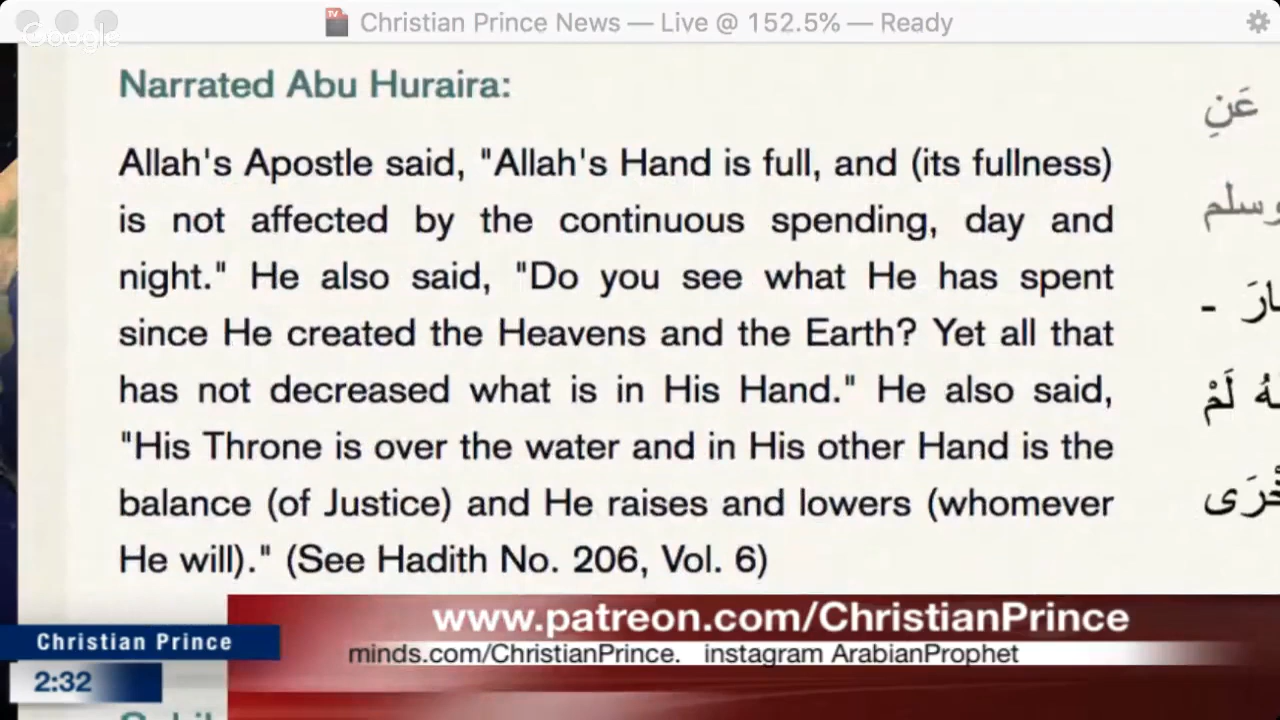 Christian Prince News — Live @ 152.5% — Ready
Google
Narrated Abu Huraira:
Allah's Apostle said, "Allah's Hand is full, and (its fullness)
is not affected by the continuous spending, day and
night." He also said, "Do you see what He has spent
since He created the Heavens and the Earth? Yet all that
has not decreased what is in His Hand." He also said,
"His Throne is over the water and in His other Hand is the
balance (of Justice) and He raises and lowers (whomever
He will)." (See Hadith No. 206, Vol. 6)
عَنِ
وسلم
لَمْ
www.patreon.com/ChristianPrince
minds.com/ChristianPrince. instagram ArabianProphet
Christian Prince
2:32